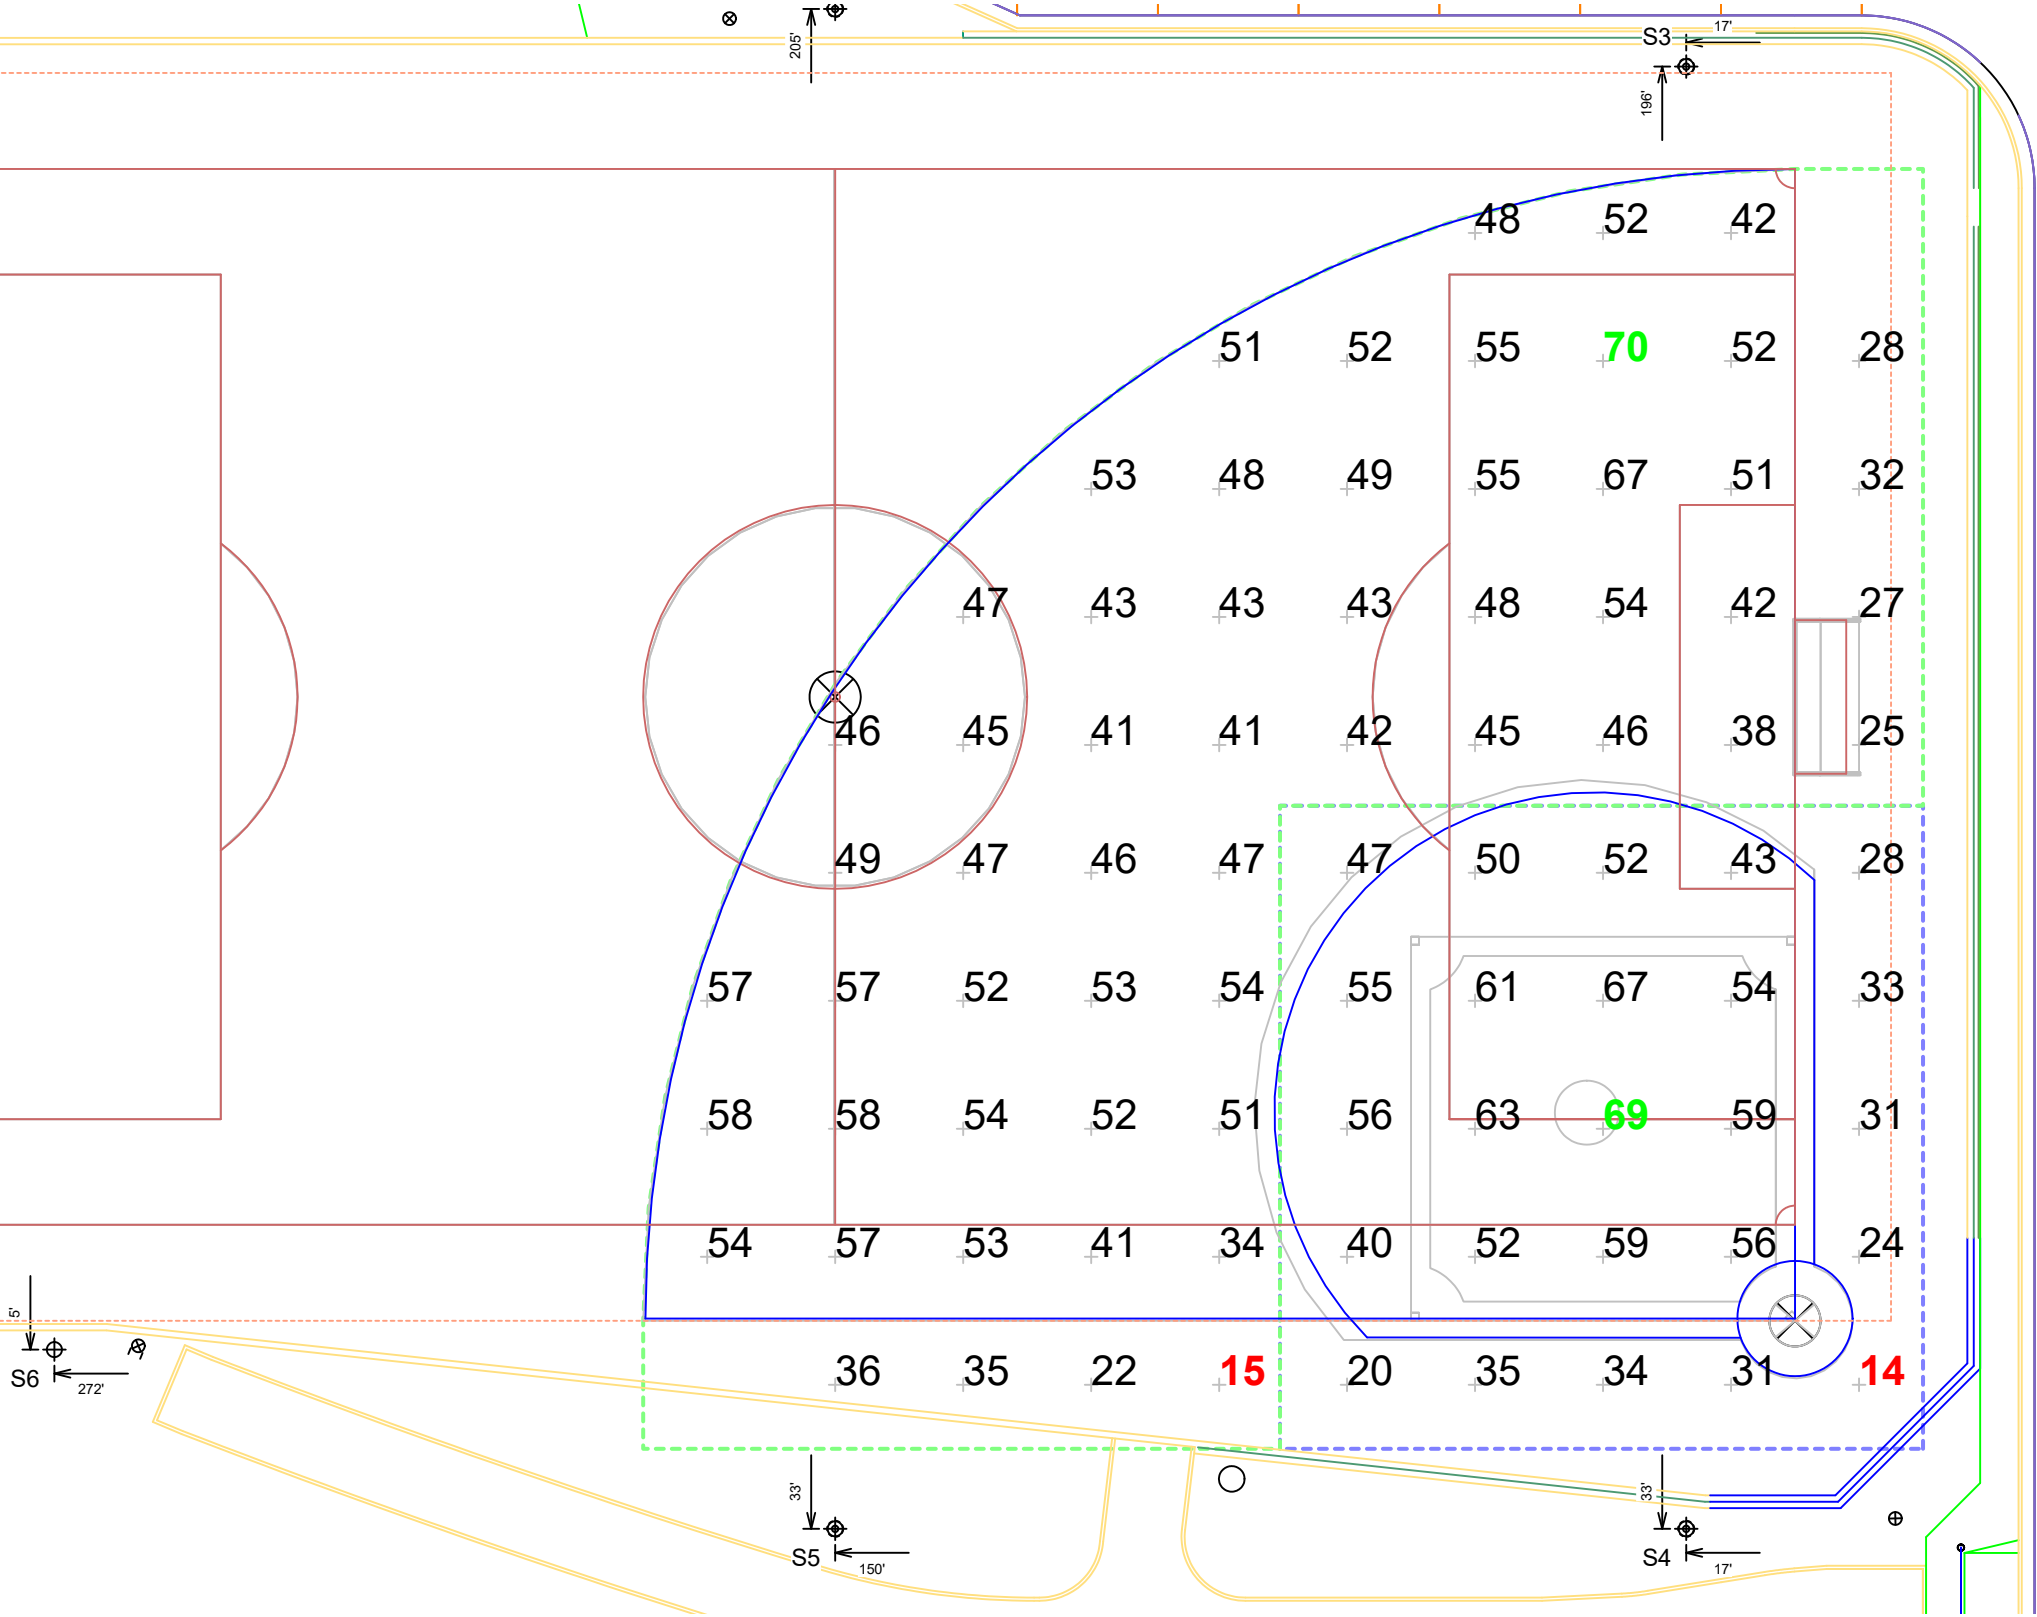 205'
S3 17'
196'
48 52 42
51 52 55 70 52 28
53 48 49 55 67 51 32
47 43 43 43 48 54 42 27
46 45 41 41 42 45 46 38 25
49 47 46 47 47 50 52 43 28
57 57 52 53 54 55 61 67 54 33
58 58 54 52 51 56 63 69 59 31
54 57 53 41 34 40 52 59 56 24
5'
S6 272'
36 35 22 15 20 35 34 31 14
33' 33'
S5 150' S4 17'